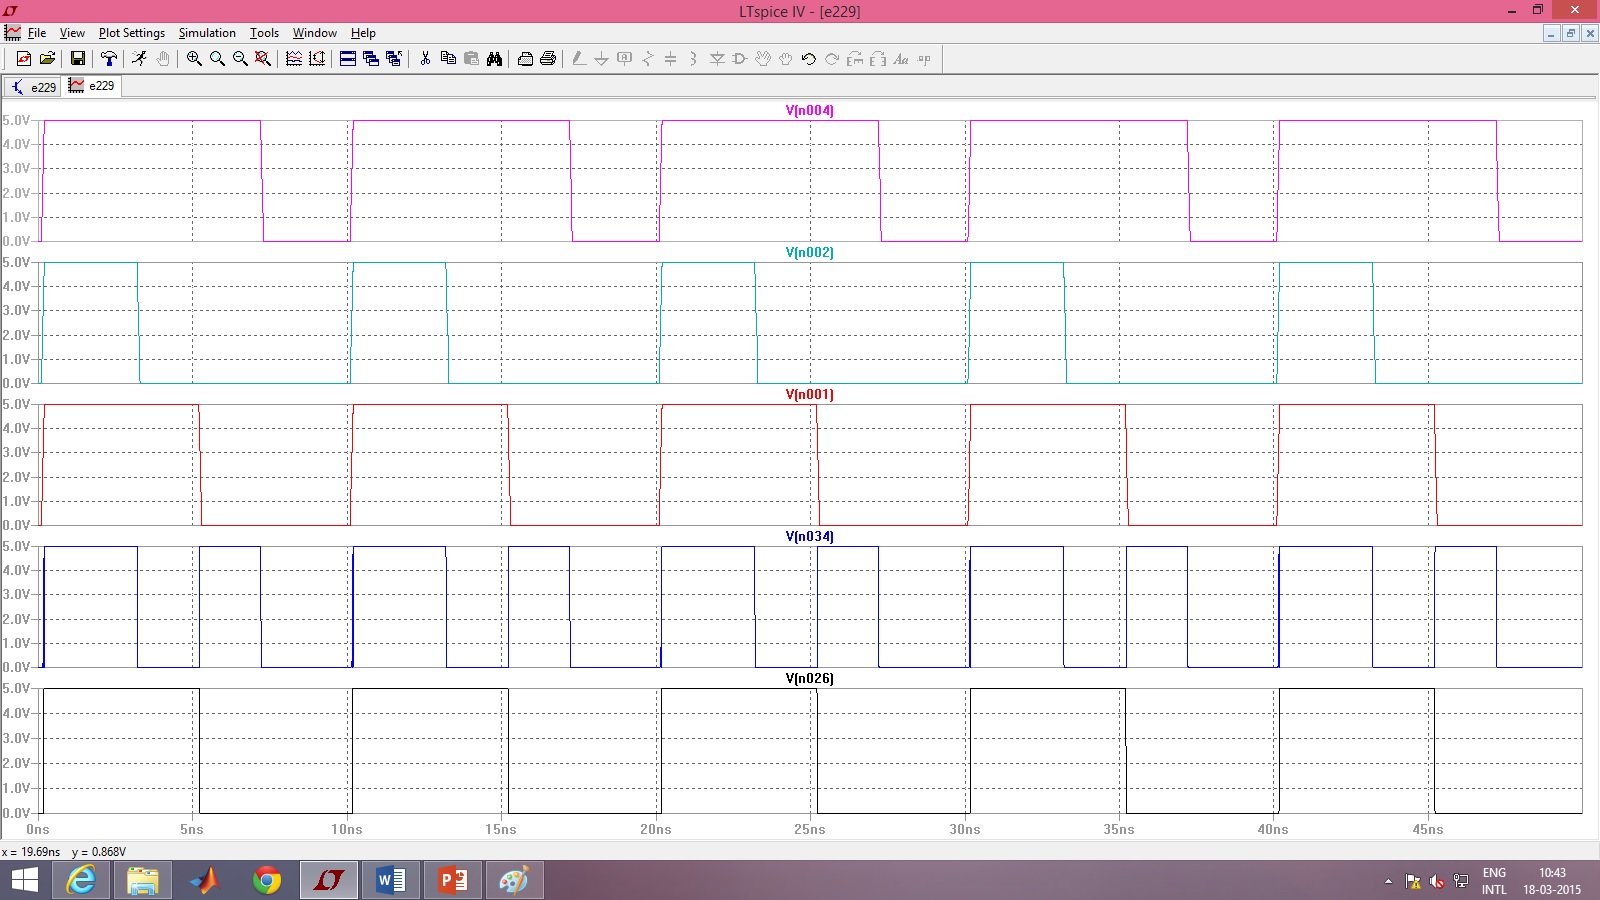 LTspice IV - [e229]
File View Plot Settings Simulation Tools Window Help
e229 e229
V(n004)
5.0V
4.0V
3.0V
2.0V
1.0V
0.0V
V(n002)
5.0V
4.0V
3.0V
2.0V
1.0V
0.0V
V(n001)
5.0V
4.0V
3.0V
2.0V
1.0V
0.0V
V(n034)
5.0V
4.0V
3.0V
2.0V
1.0V
0.0V
V(n026)
5.0V
4.0V
3.0V
2.0V
1.0V
0.0V
0ns 5ns 10ns 15ns 20ns 25ns 30ns 35ns 40ns 45ns
x = 19.69ns y = 0.868V
ENG 10:43
INTL 18-03-2015